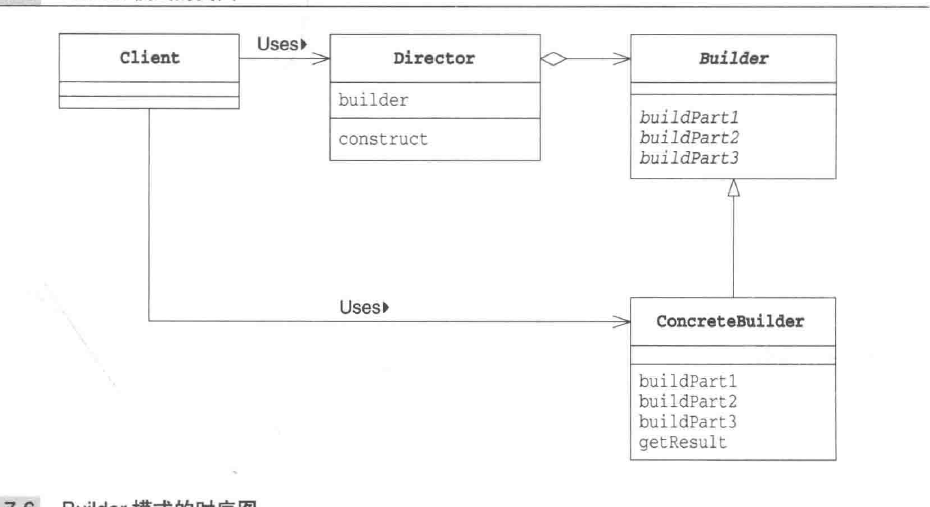 Client
Uses
Director
builder
construct
Builder
buildPart1
buildPart2
buildPart3
Uses
ConcreteBuilder
buildPart1
buildPart2
buildPart3
getResult
Builder 模式的时序图